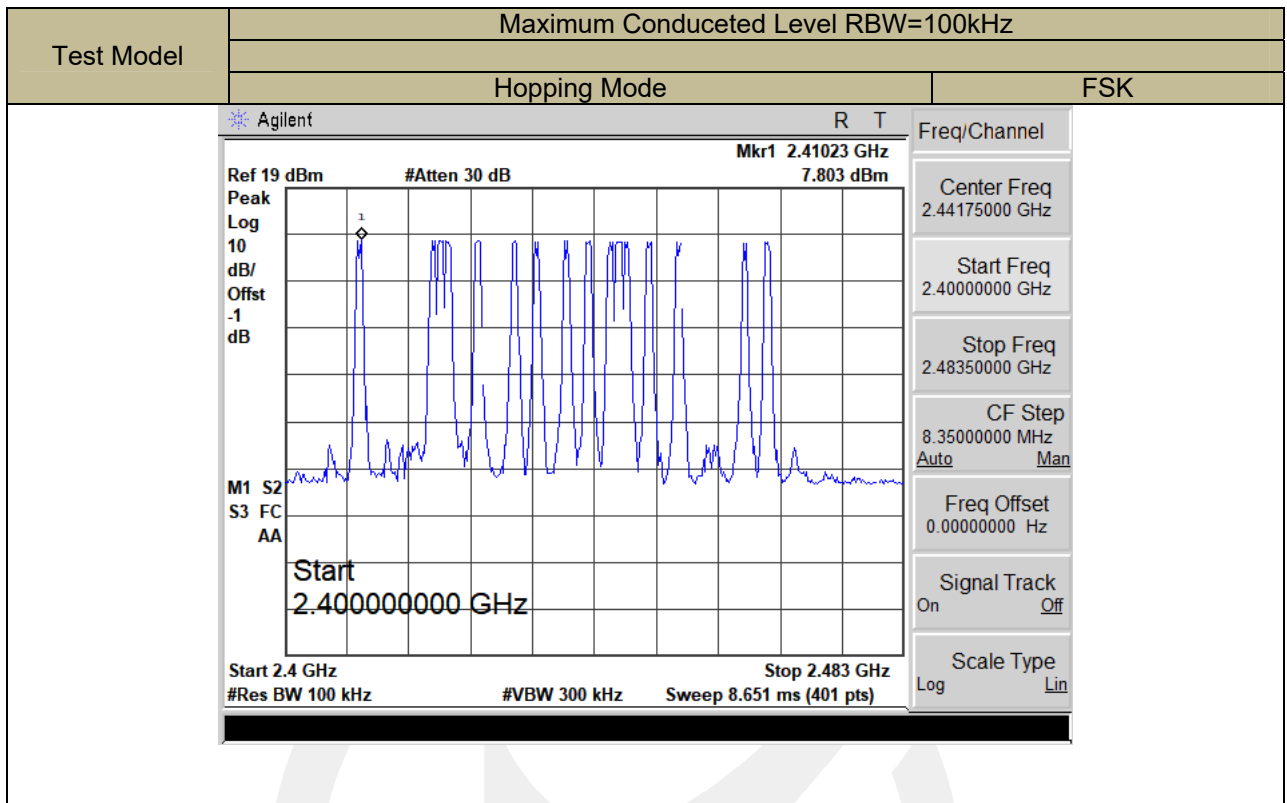 Test Model
Maximum Conduceted Level RBW=100kHz
Hopping Mode
FSK
Agilent
R T
Mkr1 2.41023 GHz
Ref 19 dBm #Atten 30 dB 7.803 dBm
Peak
Log
10
dB/
Offst
-1
dB
1
M1 S2
S3 FC
AA
Start
2.400000000 GHz
Start 2.4 GHz Stop 2.483 GHz
#Res BW 100 kHz #VBW 300 kHz Sweep 8.651 ms (401 pts)
Freq/Channel
Center Freq
2.44175000 GHz
Start Freq
2.40000000 GHz
Stop Freq
2.48350000 GHz
CF Step
8.35000000 MHz
Auto Man
Freq Offset
0.00000000 Hz
Signal Track
On Off
Scale Type
Log Lin